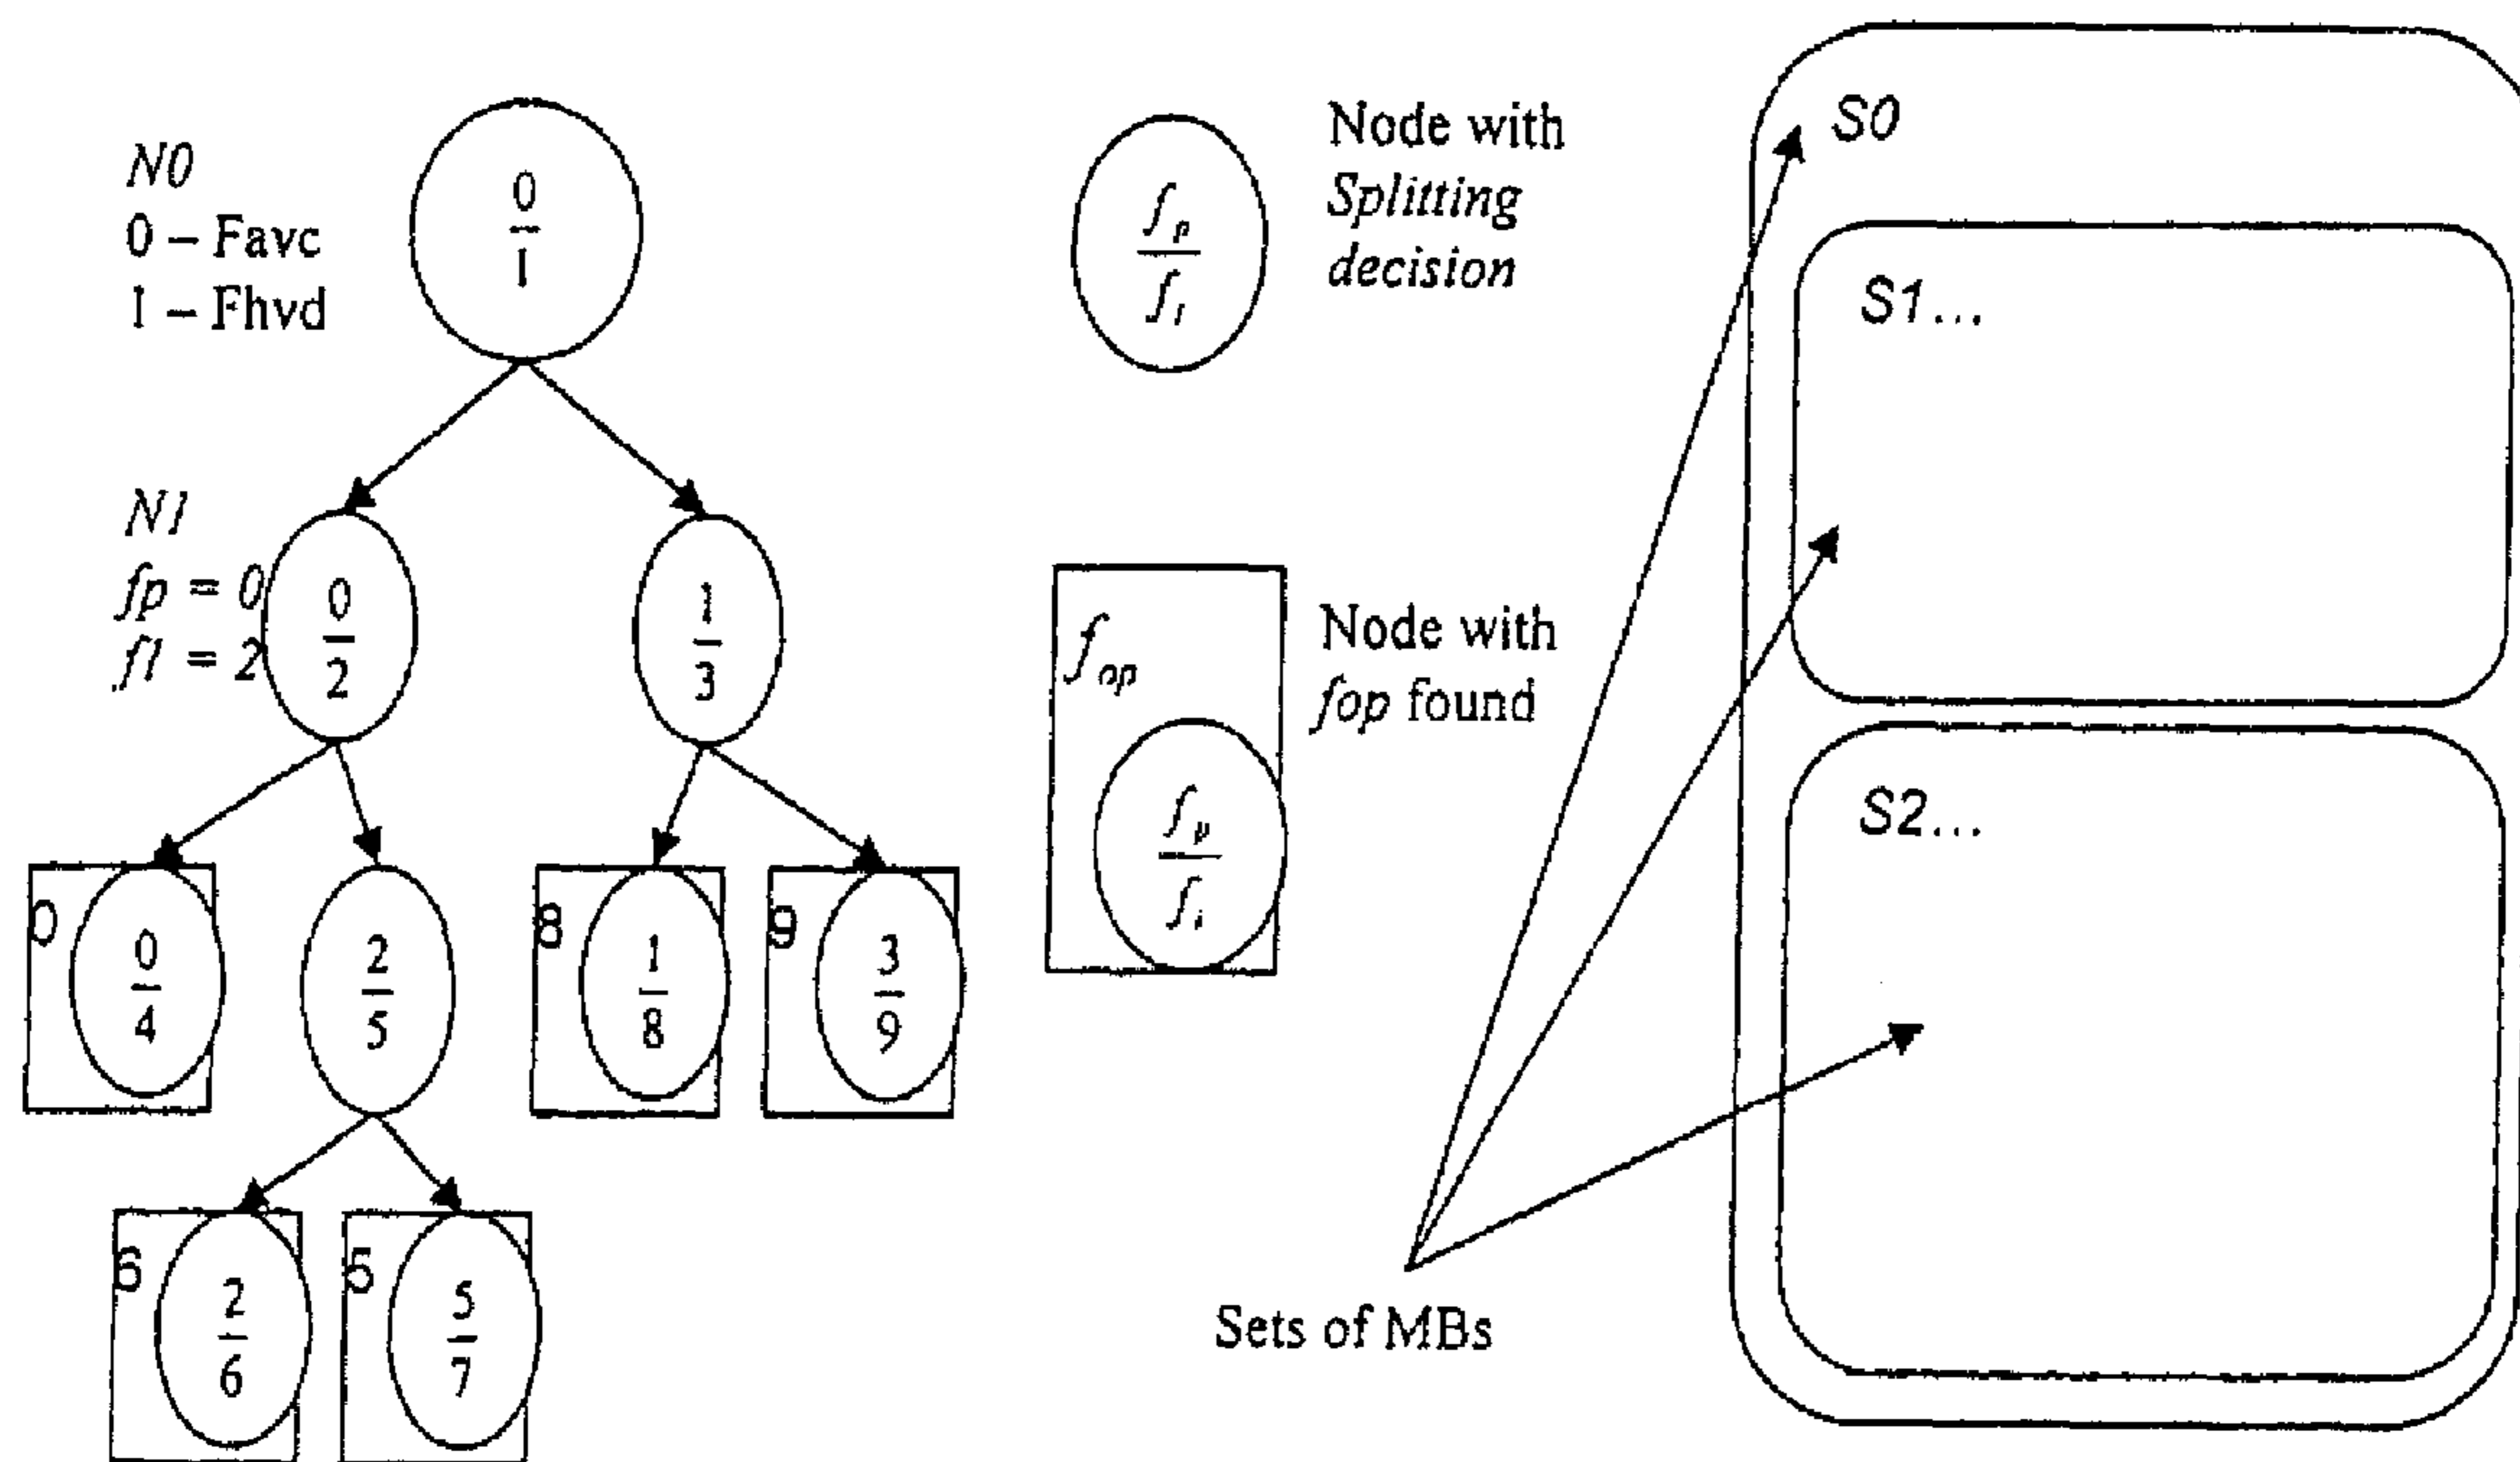 N0
0 – Favc
1 – Fhvd
0
1
Node with
Splitting
decision
fp
fi
S0
S1...
N1
fp = 0
fi = 2
0
2
1
3
fop
Node with
fop found
fp
fi
S2...
0
0
4
2
5
8
1
8
9
3
9
6
2
6
5
5
7
Sets of MBs